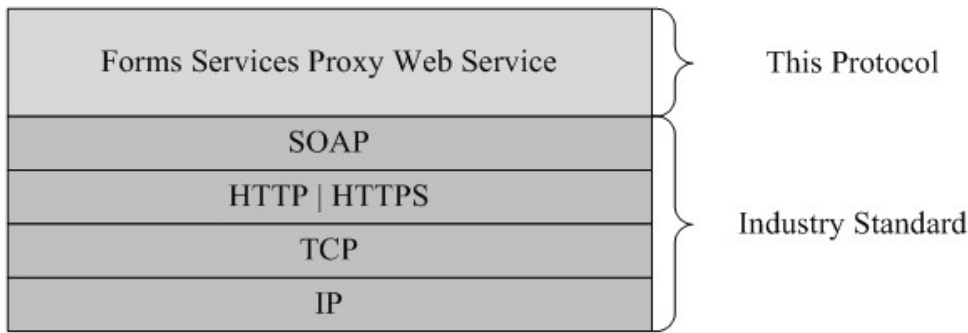 Forms Services Proxy Web Service
This Protocol
SOAP
HTTP | HTTPS
TCP
IP
Industry Standard